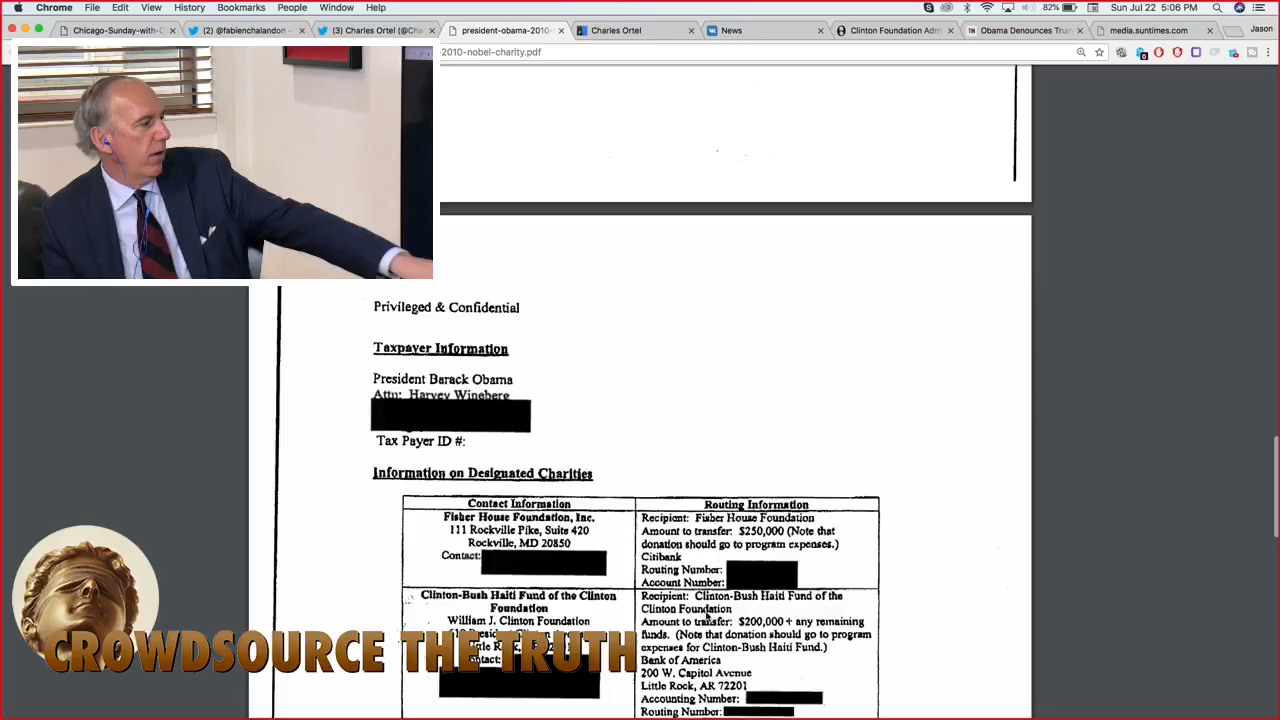 Chrome File Edit View History Bookmarks People Window Help
82% Sun Jul 22 5:06 PM
Chicago-Sunday-with-C
(2) @fabienchalandon
(3) Charles Ortel (@Cha
president-obama-2010-
Charles Ortel
News
Clinton Foundation Adm
Obama Denounces Trum
media.suntimes.com
Jason
2010-nobel-charity.pdf
Privileged & Confidential
Taxpayer Information
President Barack Obama
Attn: Harvey Wineberg
Tax Payer ID #:
Information on Designated Charities
Contact Information
Fisher House Foundation, Inc.
111 Rockville Pike, Suite 420
Rockville, MD 20850
Contact:
Clinton-Bush Haiti Fund of the Clinton
Foundation
William J. Clinton Foundation
Routing Information
Recipient: Fisher House Foundation
Amount to transfer: $250,000 (Note that
donation should go to program expenses.)
Citibank
Routing Number:
Account Number:
Recipient: Clinton-Bush Haiti Fund of the
Clinton Foundation
Amount to transfer: $200,000 + any remaining
funds. (Note that donation should go to program
expenses for Clinton-Bush Haiti Fund.)
Bank of America
200 W. Capitol Avenue
Little Rock, AR 72201
Accounting Number:
Routing Number:
CROWDSOURCE THE TRUTH